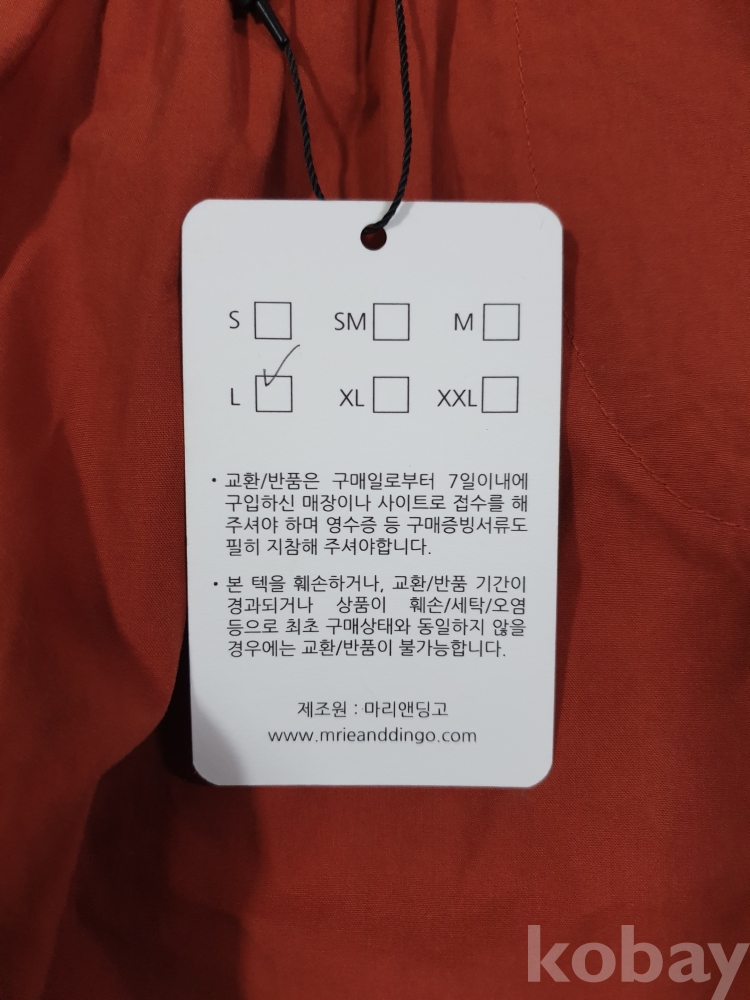 S SM M
L XL XXL
• 교환/반품은 구매일로부터 7일이내에
구입하신 매장이나 사이트로 접수를 해
주셔야 하며 영수증 등 구매증빙서류도
필히 지참해 주셔야합니다.
• 본 텍을 훼손하거나, 교환/반품 기간이
경과되거나 상품이 훼손/세탁/오염
등으로 최초 구매상태와 동일하지 않을
경우에는 교환/반품이 불가능합니다.
제조원 : 마리앤딩고
www.mrieanddingo.com
kobay